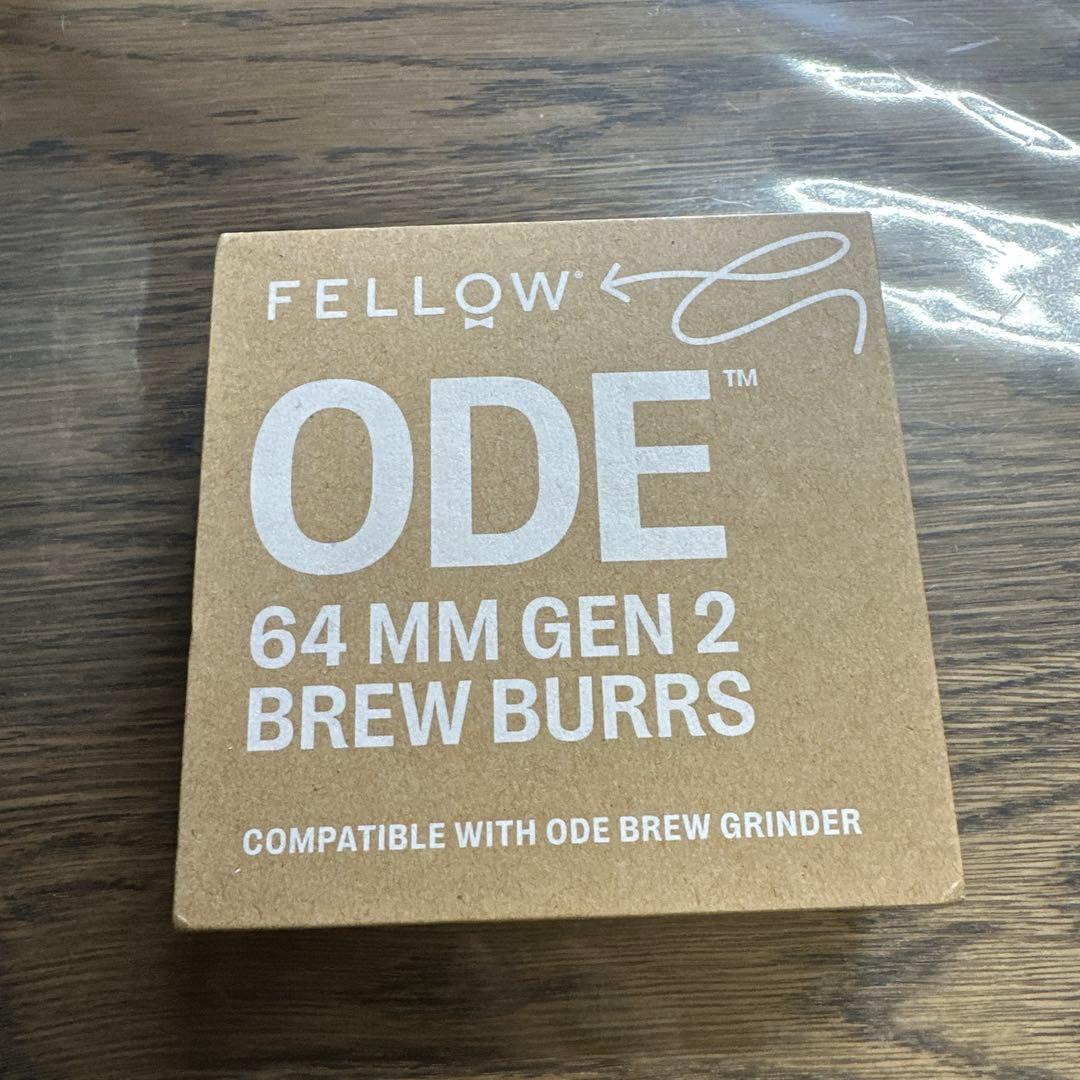 FELLOW®
ODE™
64 MM GEN 2
BREW BURRS
COMPATIBLE WITH ODE BREW GRINDER